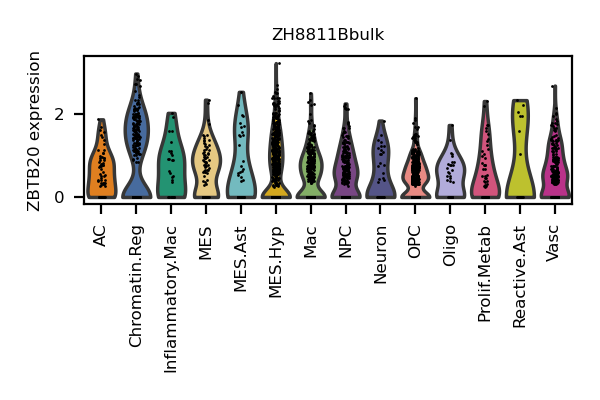 ZH8811Bbulk
ZBTB20 expression
2
0
AC
Chromatin.Reg
Inflammatory.Mac
MES
MES.Ast
MES.Hyp
Mac
NPC
Neuron
OPC
Oligo
Prolif.Metab
Reactive.Ast
Vasc